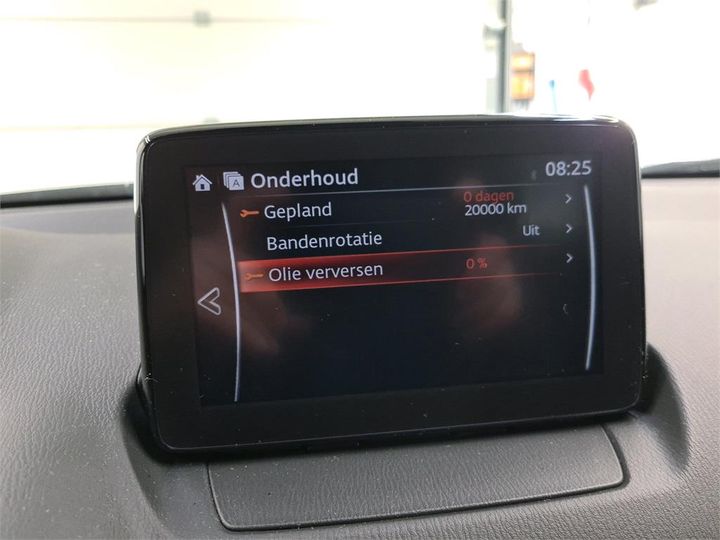 A Onderhoud 08:25
Gepland 0 dagen
20000 km
Bandenrotatie Uit
Olie verversen 0 %